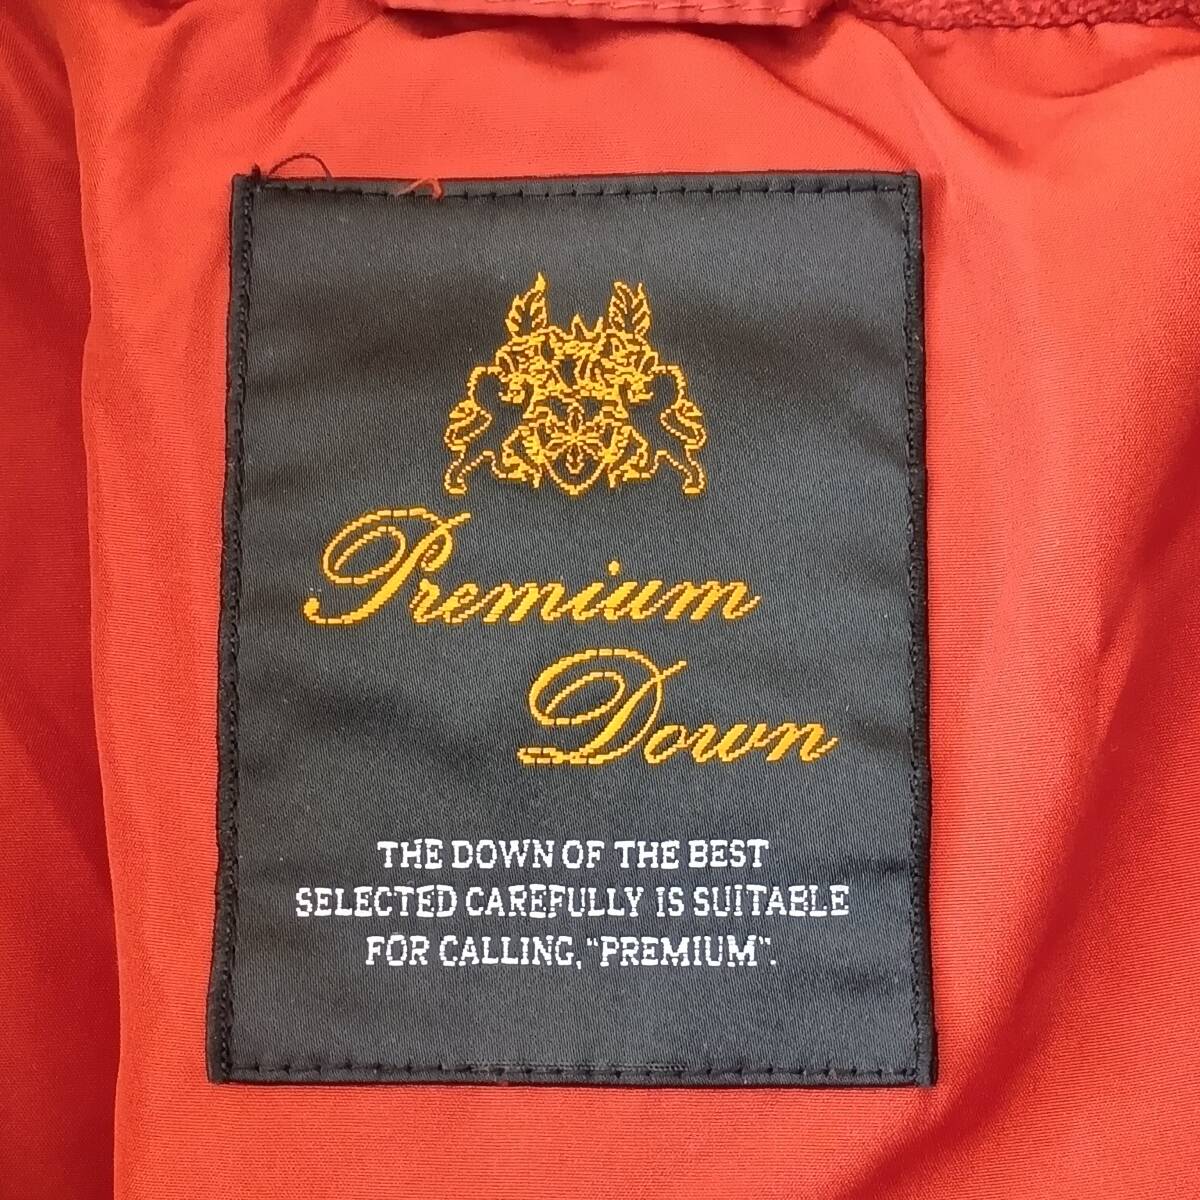 Premium
Down
THE DOWN OF THE BEST
SELECTED CAREFULLY IS SUITABLE
FOR CALLING, "PREMIUM".